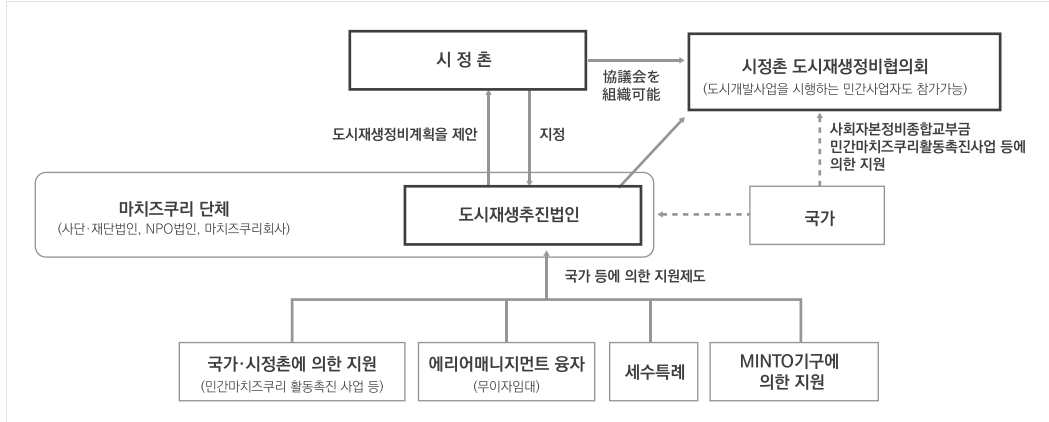 시 정 촌
시정촌 도시재생정비협의회
(도시개발사업을 시행하는 민간사업자도 참가가능)
協議会を
組織可能
도시재생정비계획을 제안
지정
사회자본정비종합교부금
민간마치즈쿠리활동촉진사업 등에
의한 지원
마치즈쿠리 단체
(사단·재단법인, NPO법인, 마치즈쿠리회사)
도시재생추진법인
국가
국가 등에 의한 지원제도
국가·시정촌에 의한 지원
(민간마치즈쿠리 활동촉진 사업 등)
에리어매니지먼트 융자
(무이자임대)
세수특례
MINTO기구에
의한 지원